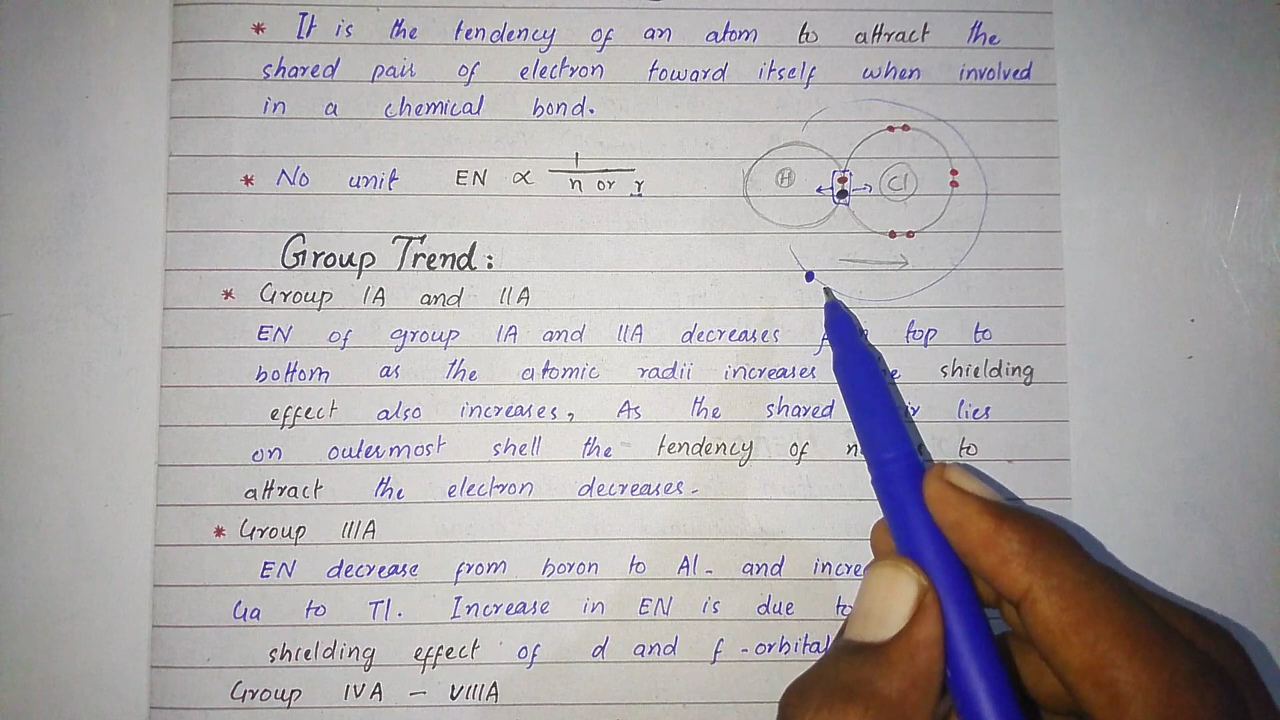 * It is the tendency of an atom to attract the
shared pair of electron toward itself when involved
in a chemical bond.
* No unit EN ∝ 1 / n or r
H Cl
Group Trend:
* Group IA and IIA
EN of group IA and IIA decreases top to
bottom as the atomic radii increases shielding
effect also increases, As the shared lies
on outermost shell the tendency of to
attract the electron decreases.
* Group IIIA
EN decrease from boron to Al. and
Ga to Tl. Increase in EN is due to
shielding effect of d and f-orbital
Group IVA - VIIIA